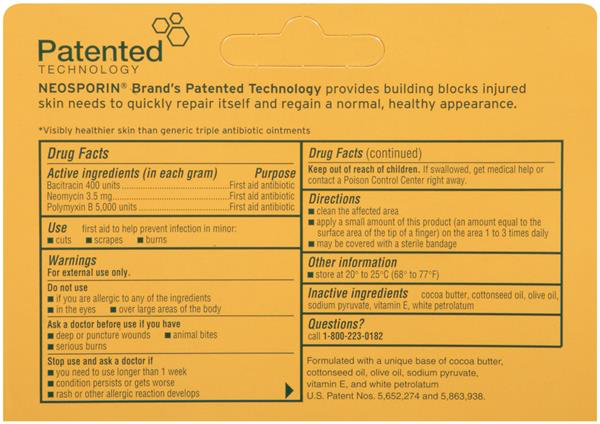 Patented
TECHNOLOGY
NEOSPORIN® Brand's Patented Technology provides building blocks injured
skin needs to quickly repair itself and regain a normal, healthy appearance.
*Visibly healthier skin than generic triple antibiotic ointments
Drug Facts
Active ingredients (in each gram) Purpose
Bacitracin 400 units ..... First aid antibiotic
Neomycin 3.5 mg ..... First aid antibiotic
Polymyxin B 5,000 units ..... First aid antibiotic
Use first aid to help prevent infection in minor:
■ cuts ■ scrapes ■ burns
Warnings
For external use only.
Do not use
■ if you are allergic to any of the ingredients
■ in the eyes ■ over large areas of the body
Ask a doctor before use if you have
■ deep or puncture wounds ■ animal bites
■ serious burns
Stop use and ask a doctor if
■ you need to use longer than 1 week
■ condition persists or gets worse
■ rash or other allergic reaction develops
Drug Facts (continued)
Keep out of reach of children. If swallowed, get medical help or
contact a Poison Control Center right away.
Directions
■ clean the affected area
■ apply a small amount of this product (an amount equal to the
surface area of the tip of a finger) on the area 1 to 3 times daily
■ may be covered with a sterile bandage
Other information
■ store at 20° to 25°C (68° to 77°F)
Inactive ingredients cocoa butter, cottonseed oil, olive oil,
sodium pyruvate, vitamin E, white petrolatum
Questions?
call 1-800-223-0182
Formulated with a unique base of cocoa butter,
cottonseed oil, olive oil, sodium pyruvate,
vitamin E, and white petrolatum
U.S. Patent Nos. 5,652,274 and 5,863,938.